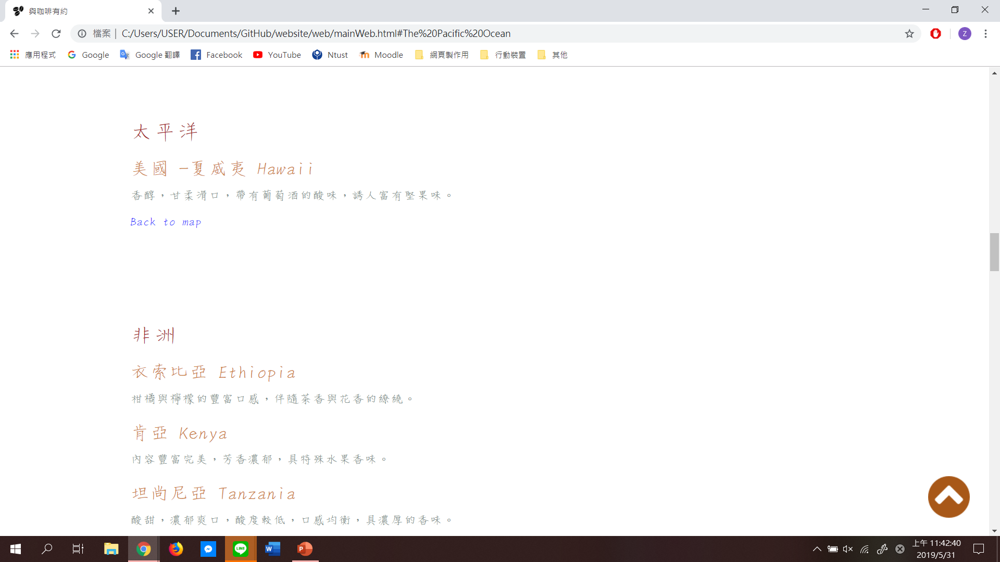 與咖啡有約
檔案 | C:/Users/USER/Documents/GitHub/website/web/mainWeb.html#The%20Pacific%20Ocean
Z
應用程式 Google Google 翻譯 Facebook YouTube Ntust Moodle 網頁製作用 行動裝置 其他
太平洋
美國 -夏威夷 Hawaii
香醇，甘柔滑口，帶有葡萄酒的酸味，誘人富有堅果味。
Back to map
非洲
衣索比亞 Ethiopia
柑橘與檸檬的豐富口感，伴隨茶香與花香的繚繞。
肯亞 Kenya
內容豐富完美，芳香濃郁，具特殊水果香味。
坦尚尼亞 Tanzania
酸甜，濃郁爽口，酸度較低，口感均衡，具濃厚的香味。
LINE
上午 11:42:40
2019/5/31